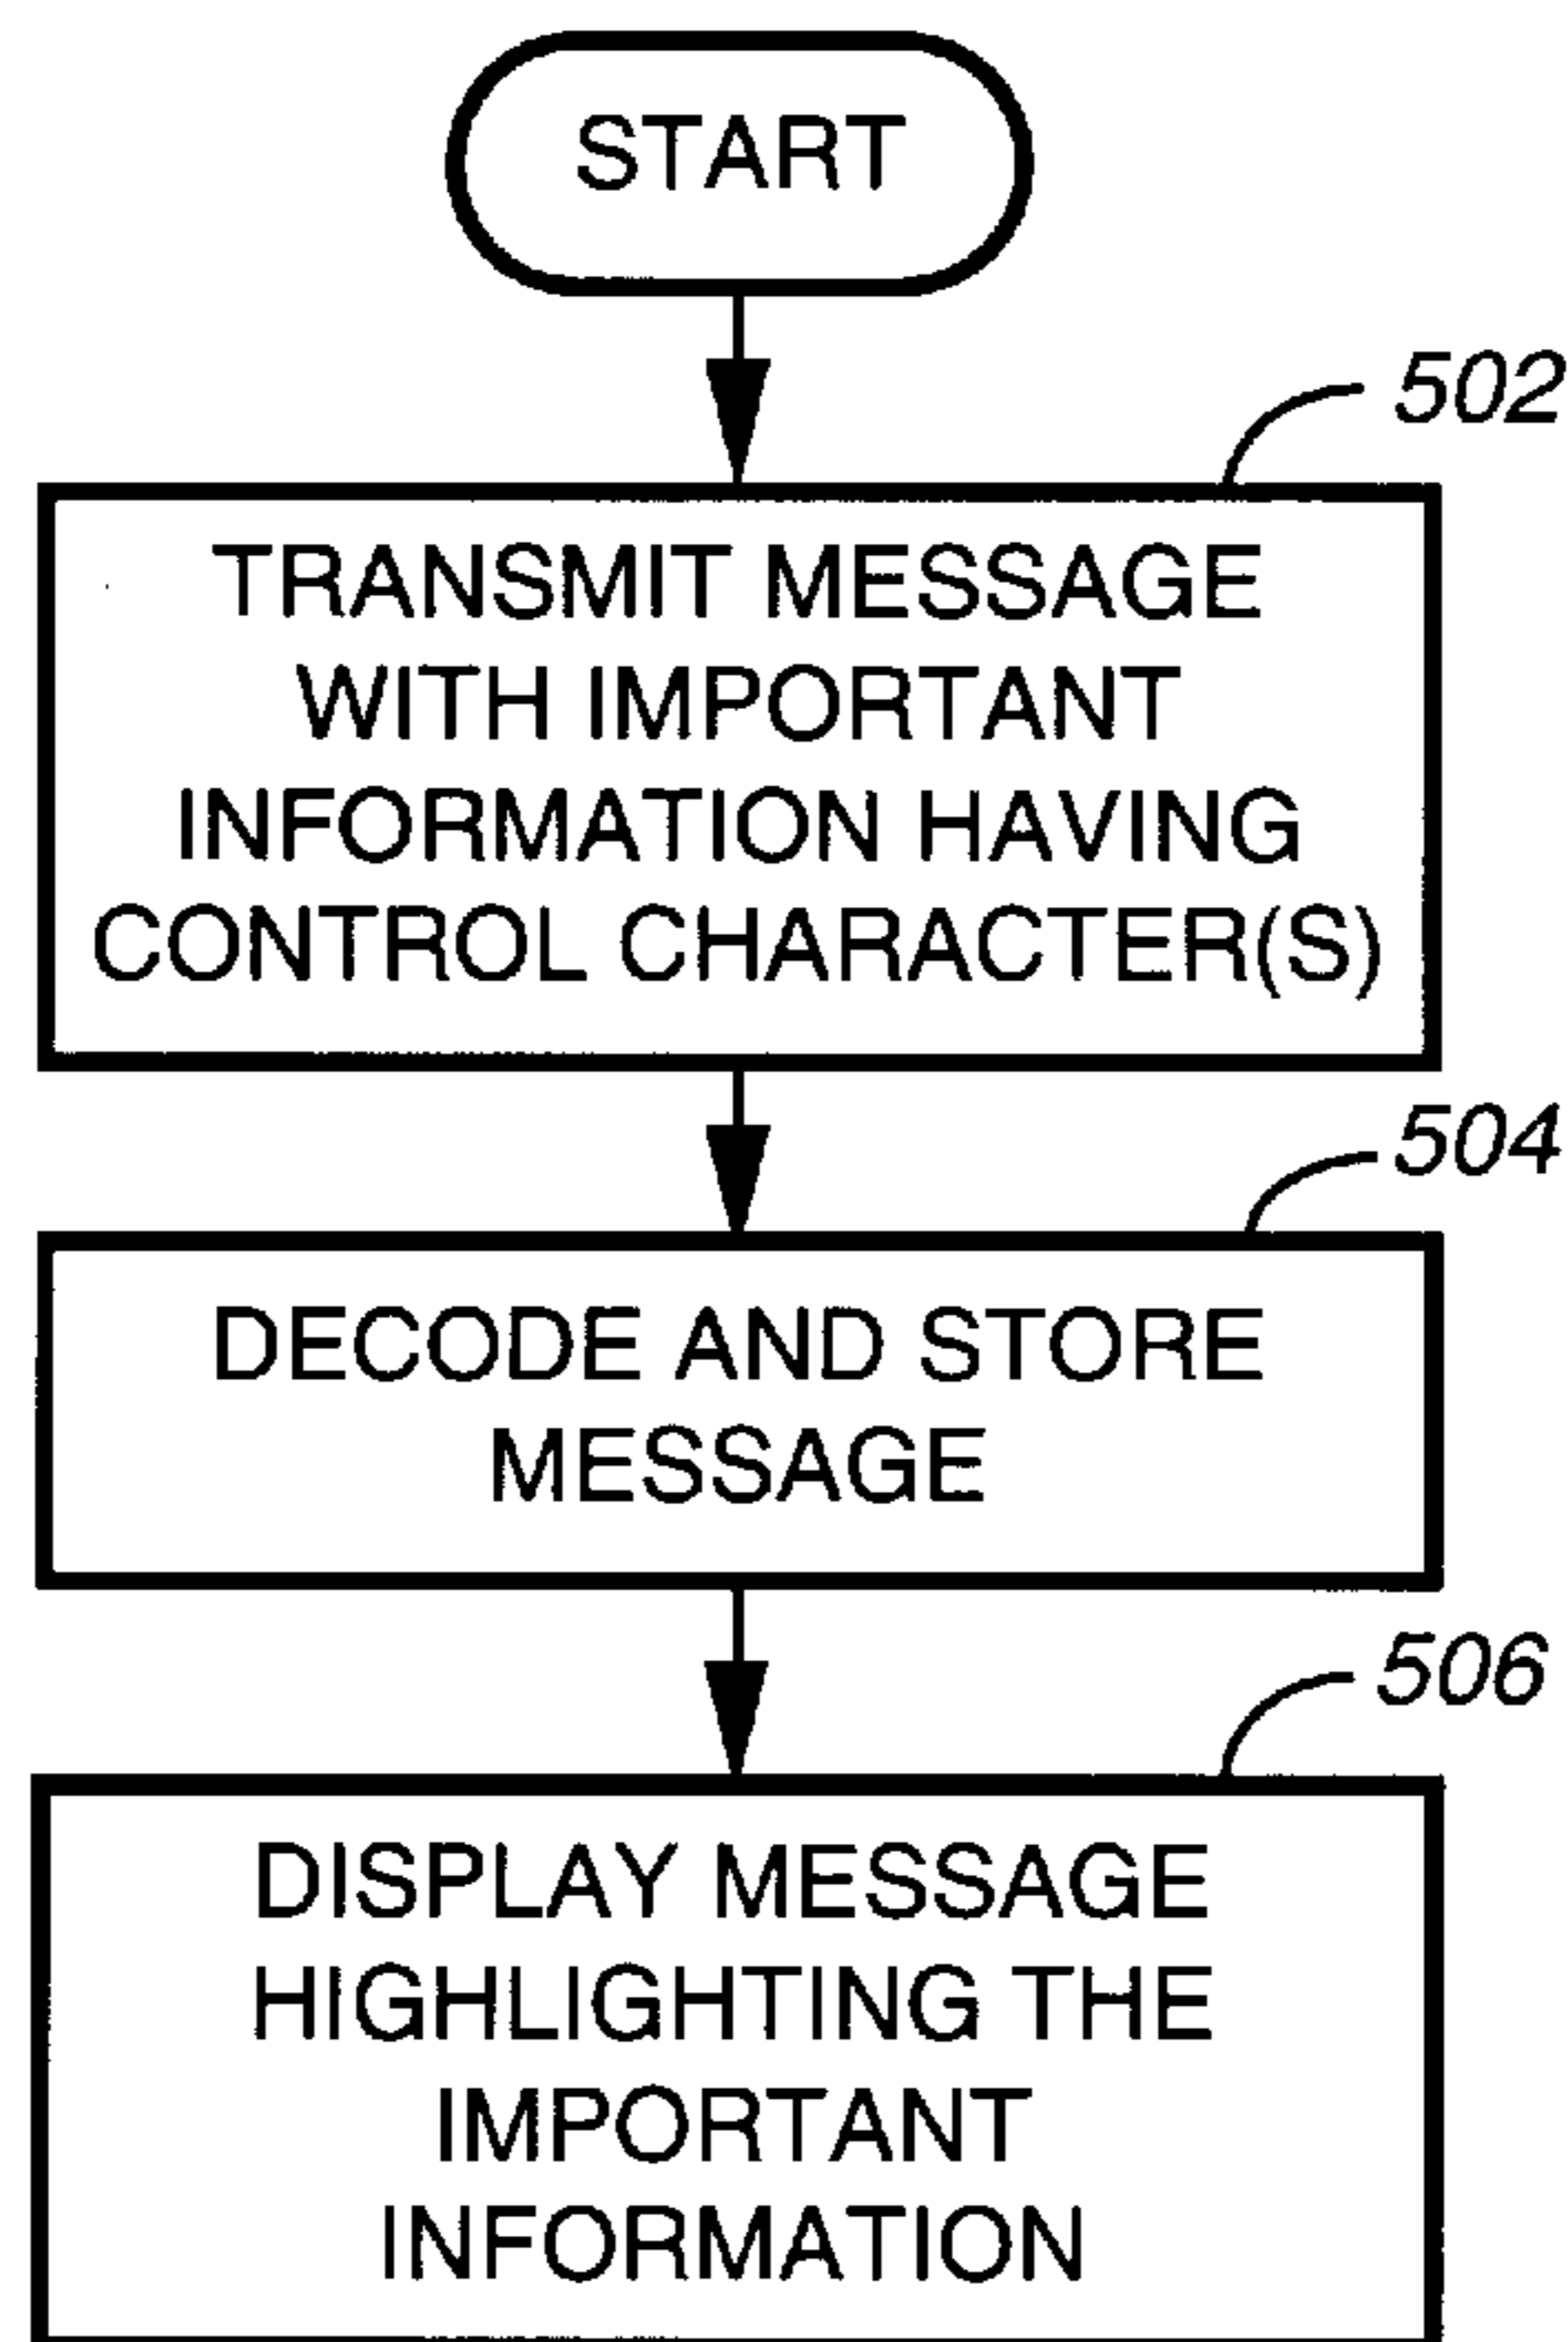 START
502
TRANSMIT MESSAGE
WITH IMPORTANT
INFORMATION HAVING
CONTROL CHARACTER(S)
504
DECODE AND STORE
MESSAGE
506
DISPLAY MESSAGE
HIGHLIGHTING THE
IMPORTANT
INFORMATION